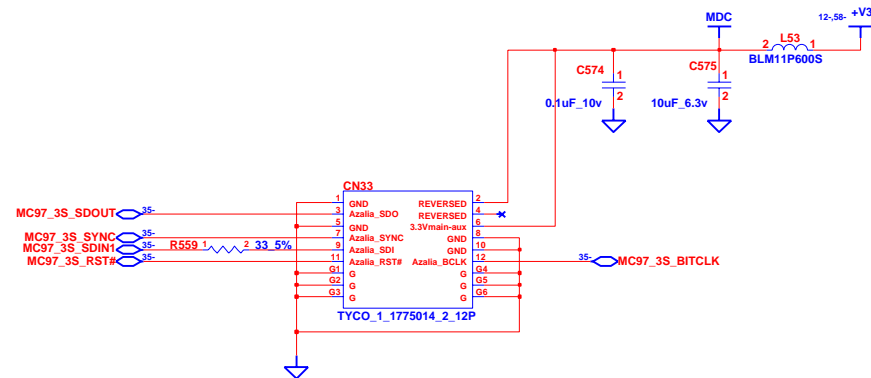 MDC
12-,58-
+V3
2
L53
1
BLM11P600S
C574
1
2
0.1uF_10v
C575
1
2
10uF_6.3v
CN33
1 GND REVERSED 2
MC97_3S_SDOUT 35- 3 Azalia_SDO REVERSED 4
5 GND 3.3Vmain-aux 6
MC97_3S_SYNC 35- 7 Azalia_SYNC GND 8
MC97_3S_SDIN1 35- R559 1 2 33_5% 9 Azalia_SDI GND 10
MC97_3S_RST# 35- 11 Azalia_RST# Azalia_BCLK 12 35- MC97_3S_BITCLK
G1 G G G4
G2 G G G5
G3 G G G6
TYCO_1_1775014_2_12P